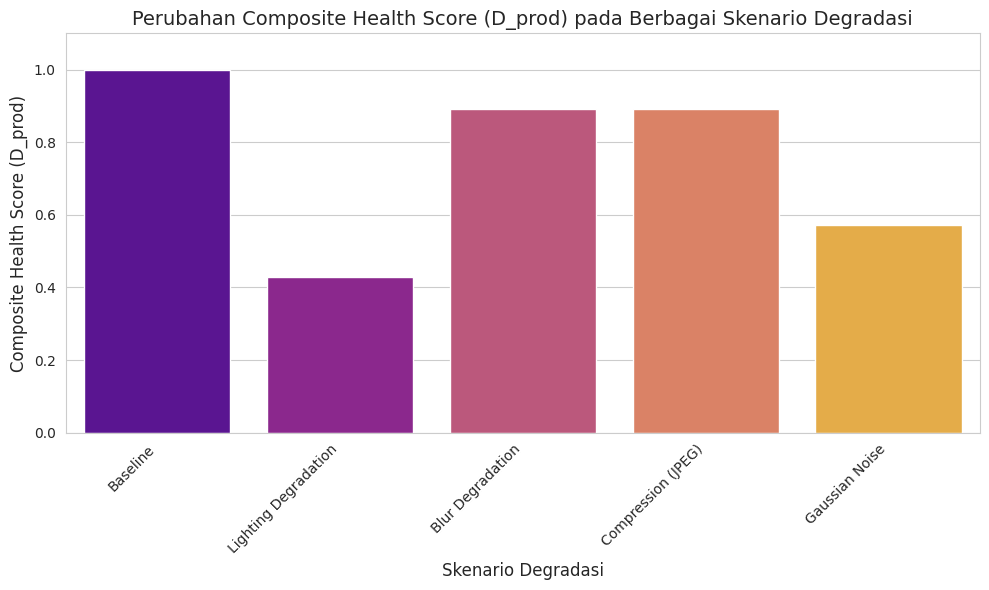 Perubahan Composite Health Score (D_prod) pada Berbagai Skenario Degradasi
Composite Health Score (D_prod)
1.0
0.8
0.6
0.4
0.2
0.0
Baseline
Lighting Degradation
Blur Degradation
Compression (JPEG)
Gaussian Noise
Skenario Degradasi